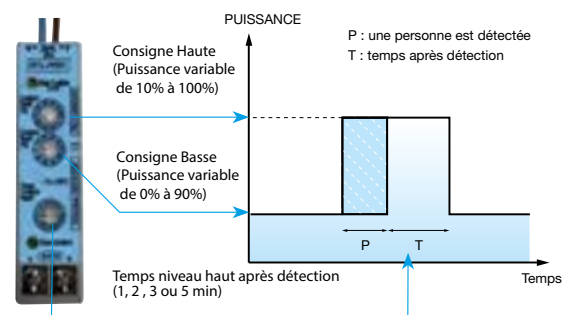 PUISSANCE
P : une personne est détectée
T : temps après détection
Consigne Haute
(Puissance variable
de 10% à 100%)
Consigne Basse
(Puissance variable
de 0% à 90%)
P
T
Temps
Temps niveau haut après détection
(1, 2 , 3 ou 5 min)